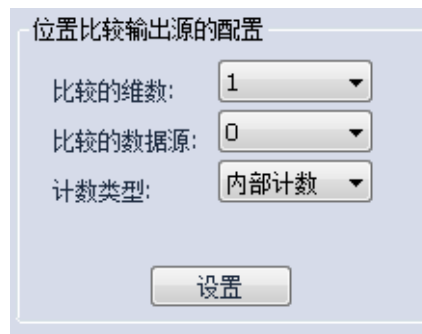 位置比较输出源的配置
比较的维数: 1
比较的数据源: 0
计数类型: 内部计数
设置